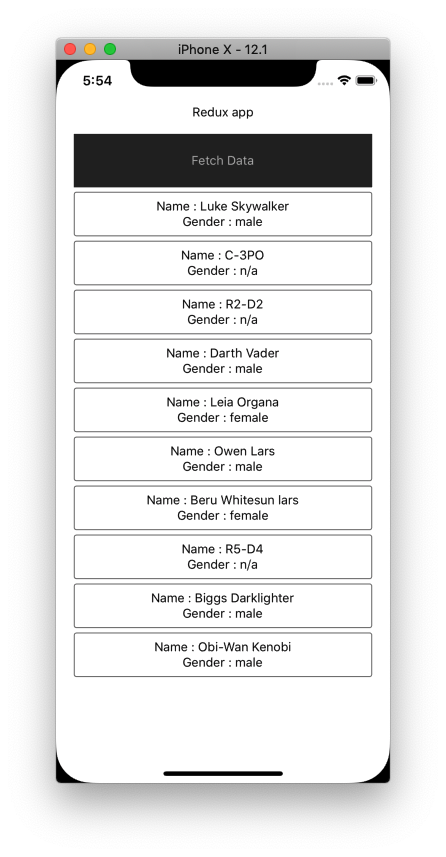 iPhone X - 12.1
5:54
Redux app
Fetch Data
Name : Luke Skywalker
Gender : male
Name : C-3PO
Gender : n/a
Name : R2-D2
Gender : n/a
Name : Darth Vader
Gender : male
Name : Leia Organa
Gender : female
Name : Owen Lars
Gender : male
Name : Beru Whitesun lars
Gender : female
Name : R5-D4
Gender : n/a
Name : Biggs Darklighter
Gender : male
Name : Obi-Wan Kenobi
Gender : male